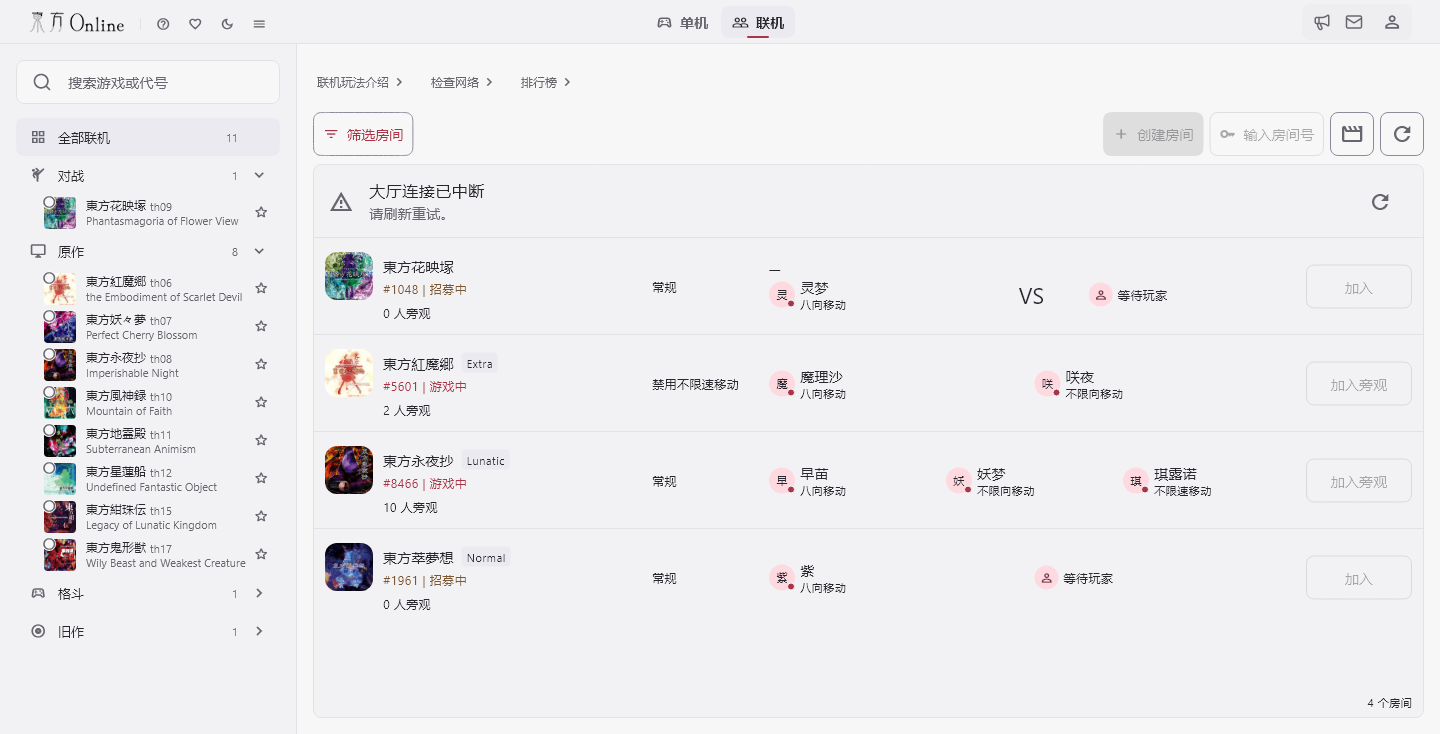 東方Online
单机
联机
搜索游戏或代号
全部联机 11
对战 1
東方花映塚 th09
Phantasmagoria of Flower View
原作 8
東方紅魔郷 th06
the Embodiment of Scarlet Devil
東方妖々夢 th07
Perfect Cherry Blossom
東方永夜抄 th08
Imperishable Night
東方風神録 th10
Mountain of Faith
東方地霊殿 th11
Subterranean Animism
東方星蓮船 th12
Undefined Fantastic Object
東方紺珠伝 th15
Legacy of Lunatic Kingdom
東方鬼形獣 th17
Wily Beast and Weakest Creature
格斗 1
旧作 1
联机玩法介绍
检查网络
排行榜
筛选房间
创建房间
输入房间号
大厅连接已中断
请刷新重试。
東方花映塚
#1048 | 招募中
0 人旁观
常规
—
灵 灵梦
八向移动
VS
等待玩家
加入
東方紅魔郷 Extra
#5601 | 游戏中
2 人旁观
禁用不限速移动
魔 魔理沙
八向移动
咲 咲夜
不限向移动
加入旁观
東方永夜抄 Lunatic
#8466 | 游戏中
10 人旁观
常规
早 早苗
八向移动
妖 妖梦
不限向移动
琪 琪露诺
不限速移动
加入旁观
東方萃夢想 Normal
#1961 | 招募中
0 人旁观
常规
紫 紫
八向移动
等待玩家
加入
4 个房间